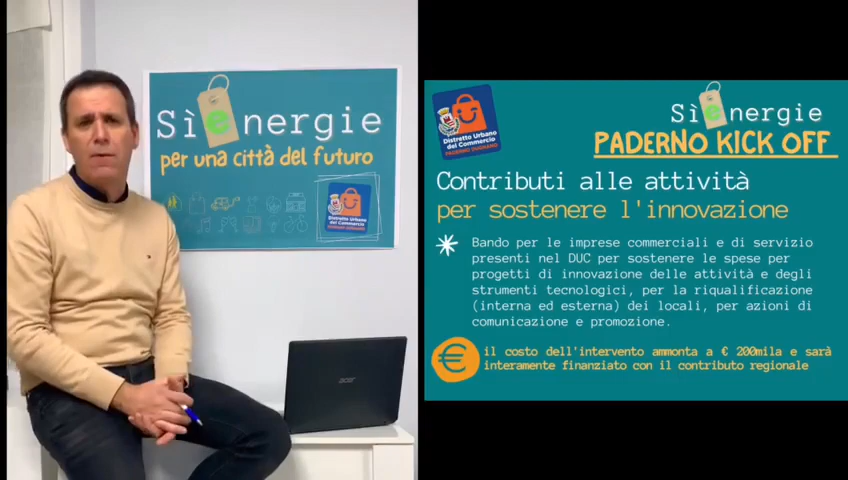 Sì energie
per una città del futuro
Distretto Urbano
del Commercio
acer
Distretto Urbano
del Commercio
PADERNO DUGNANO
Sì energie
PADERNO KICK OFF
Contributi alle attività
per sostenere l'innovazione
Bando per le imprese commerciali e di servizio
presenti nel DUC per sostenere le spese per
progetti di innovazione delle attività e degli
strumenti tecnologici, per la riqualificazione
(interna ed esterna) dei locali, per azioni di
comunicazione e promozione.
€
il costo dell'intervento ammonta a € 200mila e sarà
interamente finanziato con il contributo regionale